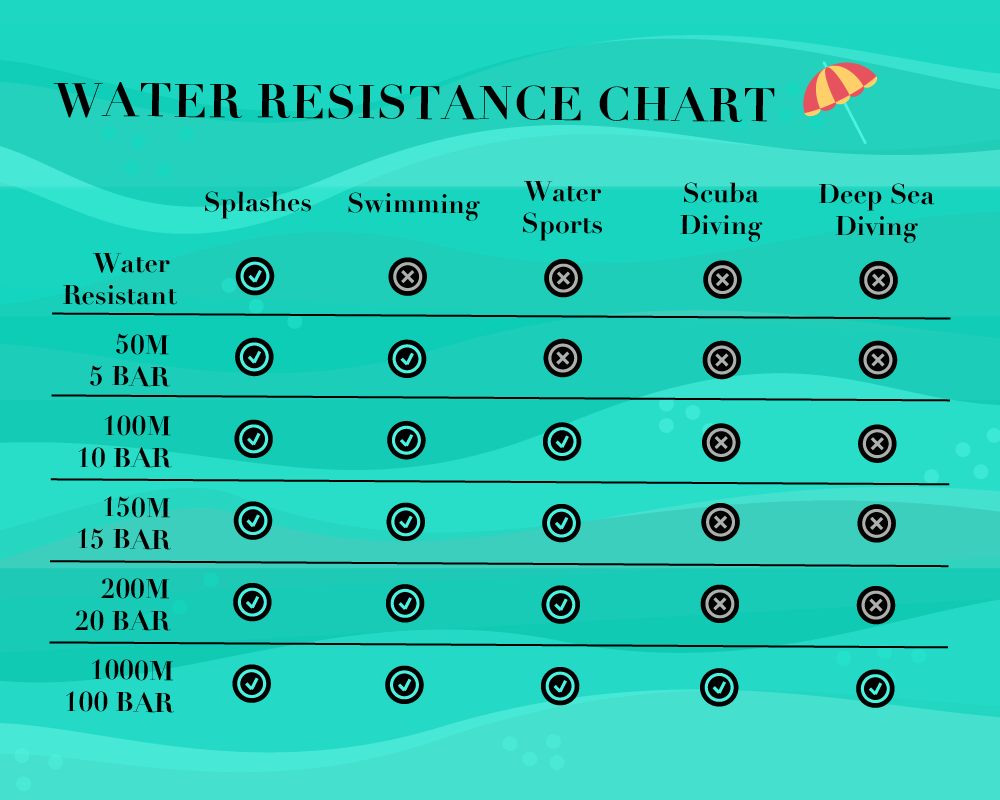 WATER RESISTANCE CHART
Splashes
Swimming
Water
Sports
Scuba
Diving
Deep Sea
Diving
Water
Resistant
50M
5 BAR
100M
10 BAR
150M
15 BAR
200M
20 BAR
1000M
100 BAR